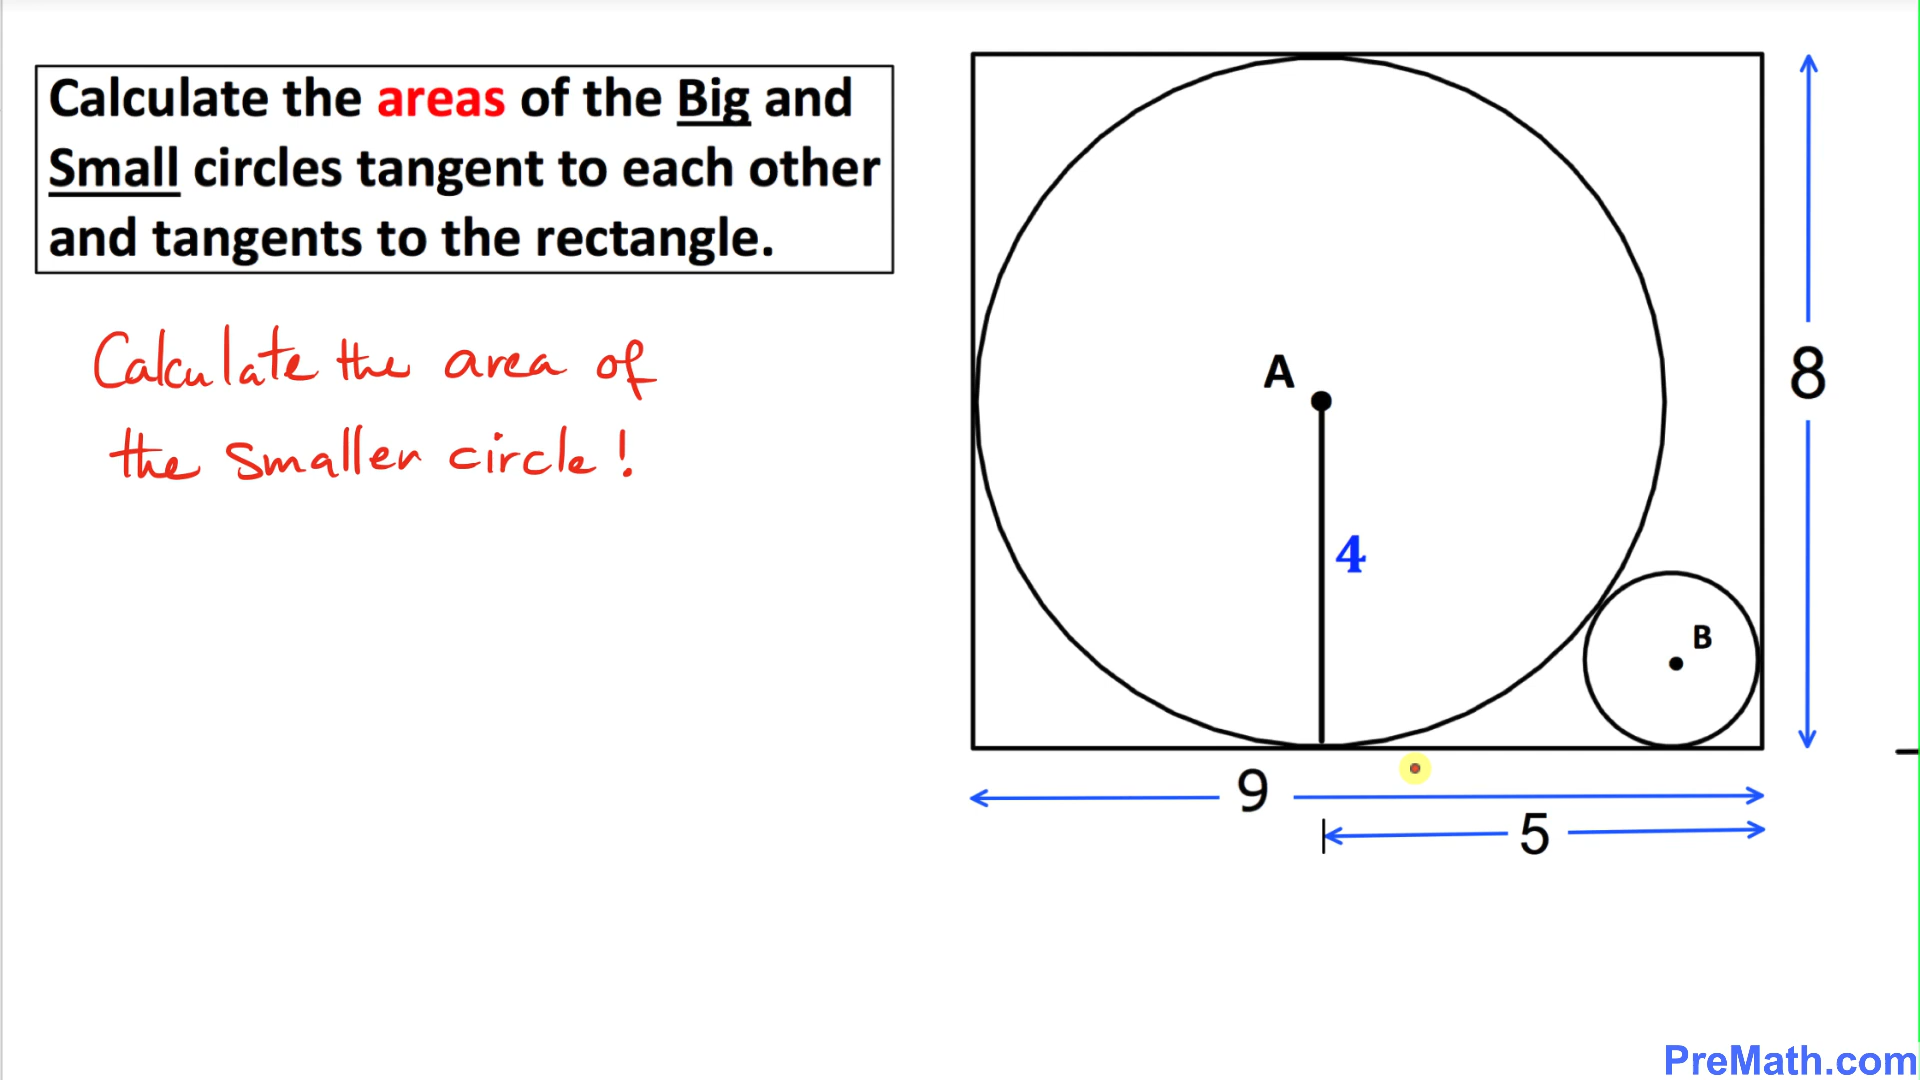 Calculate the areas of the Big and
Small circles tangent to each other
and tangents to the rectangle.
Calculate the area of
the smaller circle!
A
8
4
B
9
5
PreMath.com